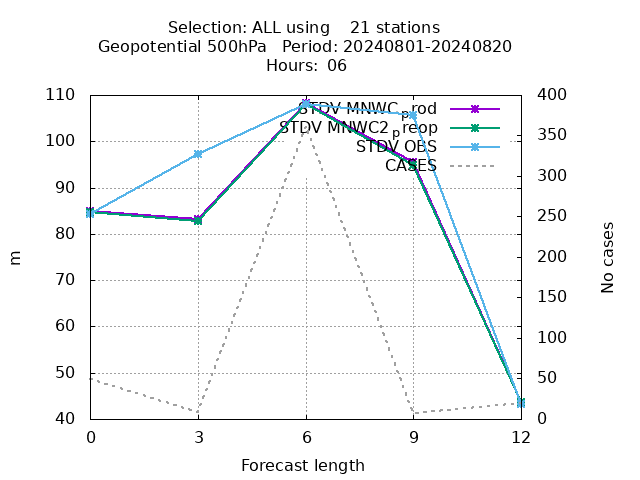 Selection: ALL using    21 stations
Geopotential 500hPa   Period: 20240801-20240820
Hours:  06
110
100
90
80
70
60
50
40
400
350
300
250
200
150
100
50
0
m
No cases
STDV MNWC_prod
STDV MNWC2_preop
STDV OBS
CASES
0
3
6
9
12
Forecast length